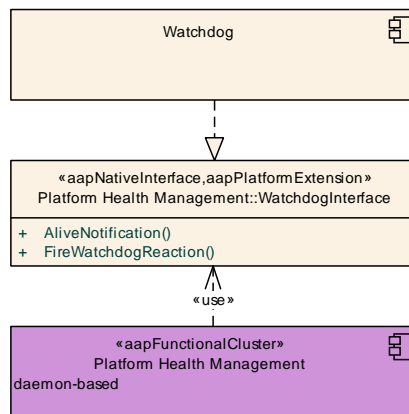 Watchdog
«aapNativeInterface,aapPlatformExtension»
Platform Health Management::WatchdogInterface
+ AliveNotification()
+ FireWatchdogReaction()
«use»
«aapFunctionalCluster»
Platform Health Management
daemon-based